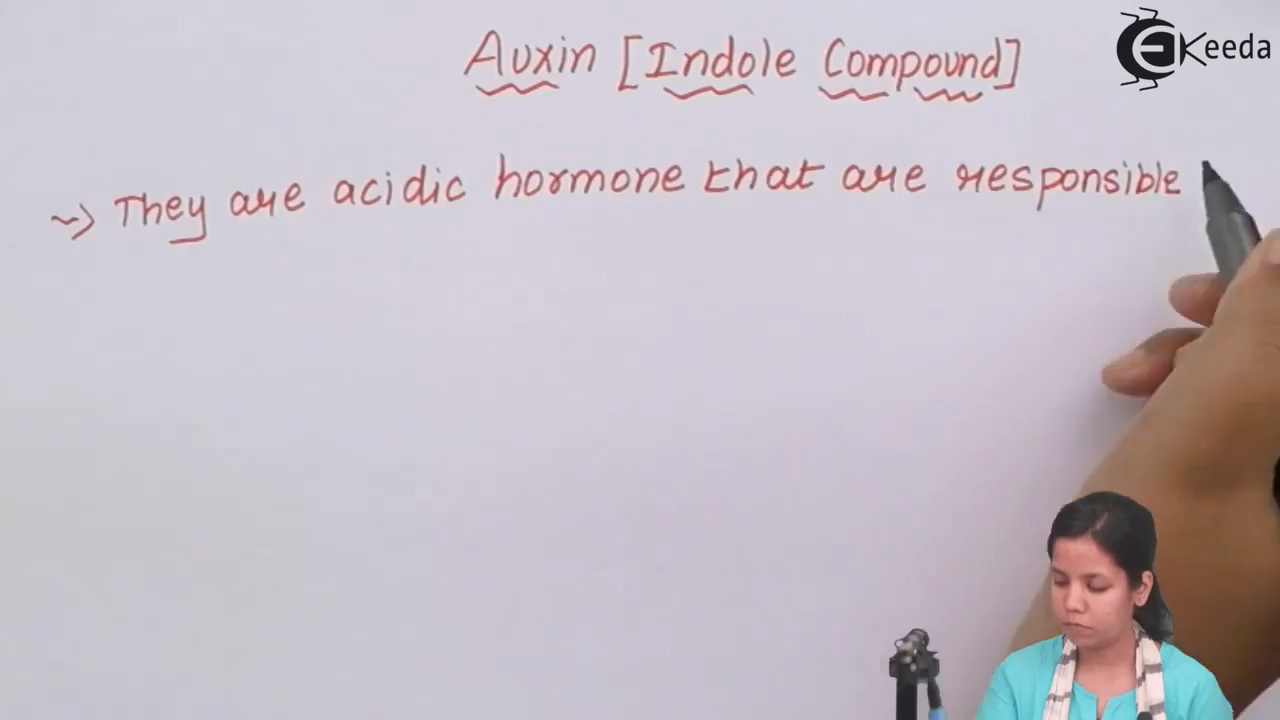 Auxin [Indole Compound]
EKeeda
~> They are acidic hormone that are responsible